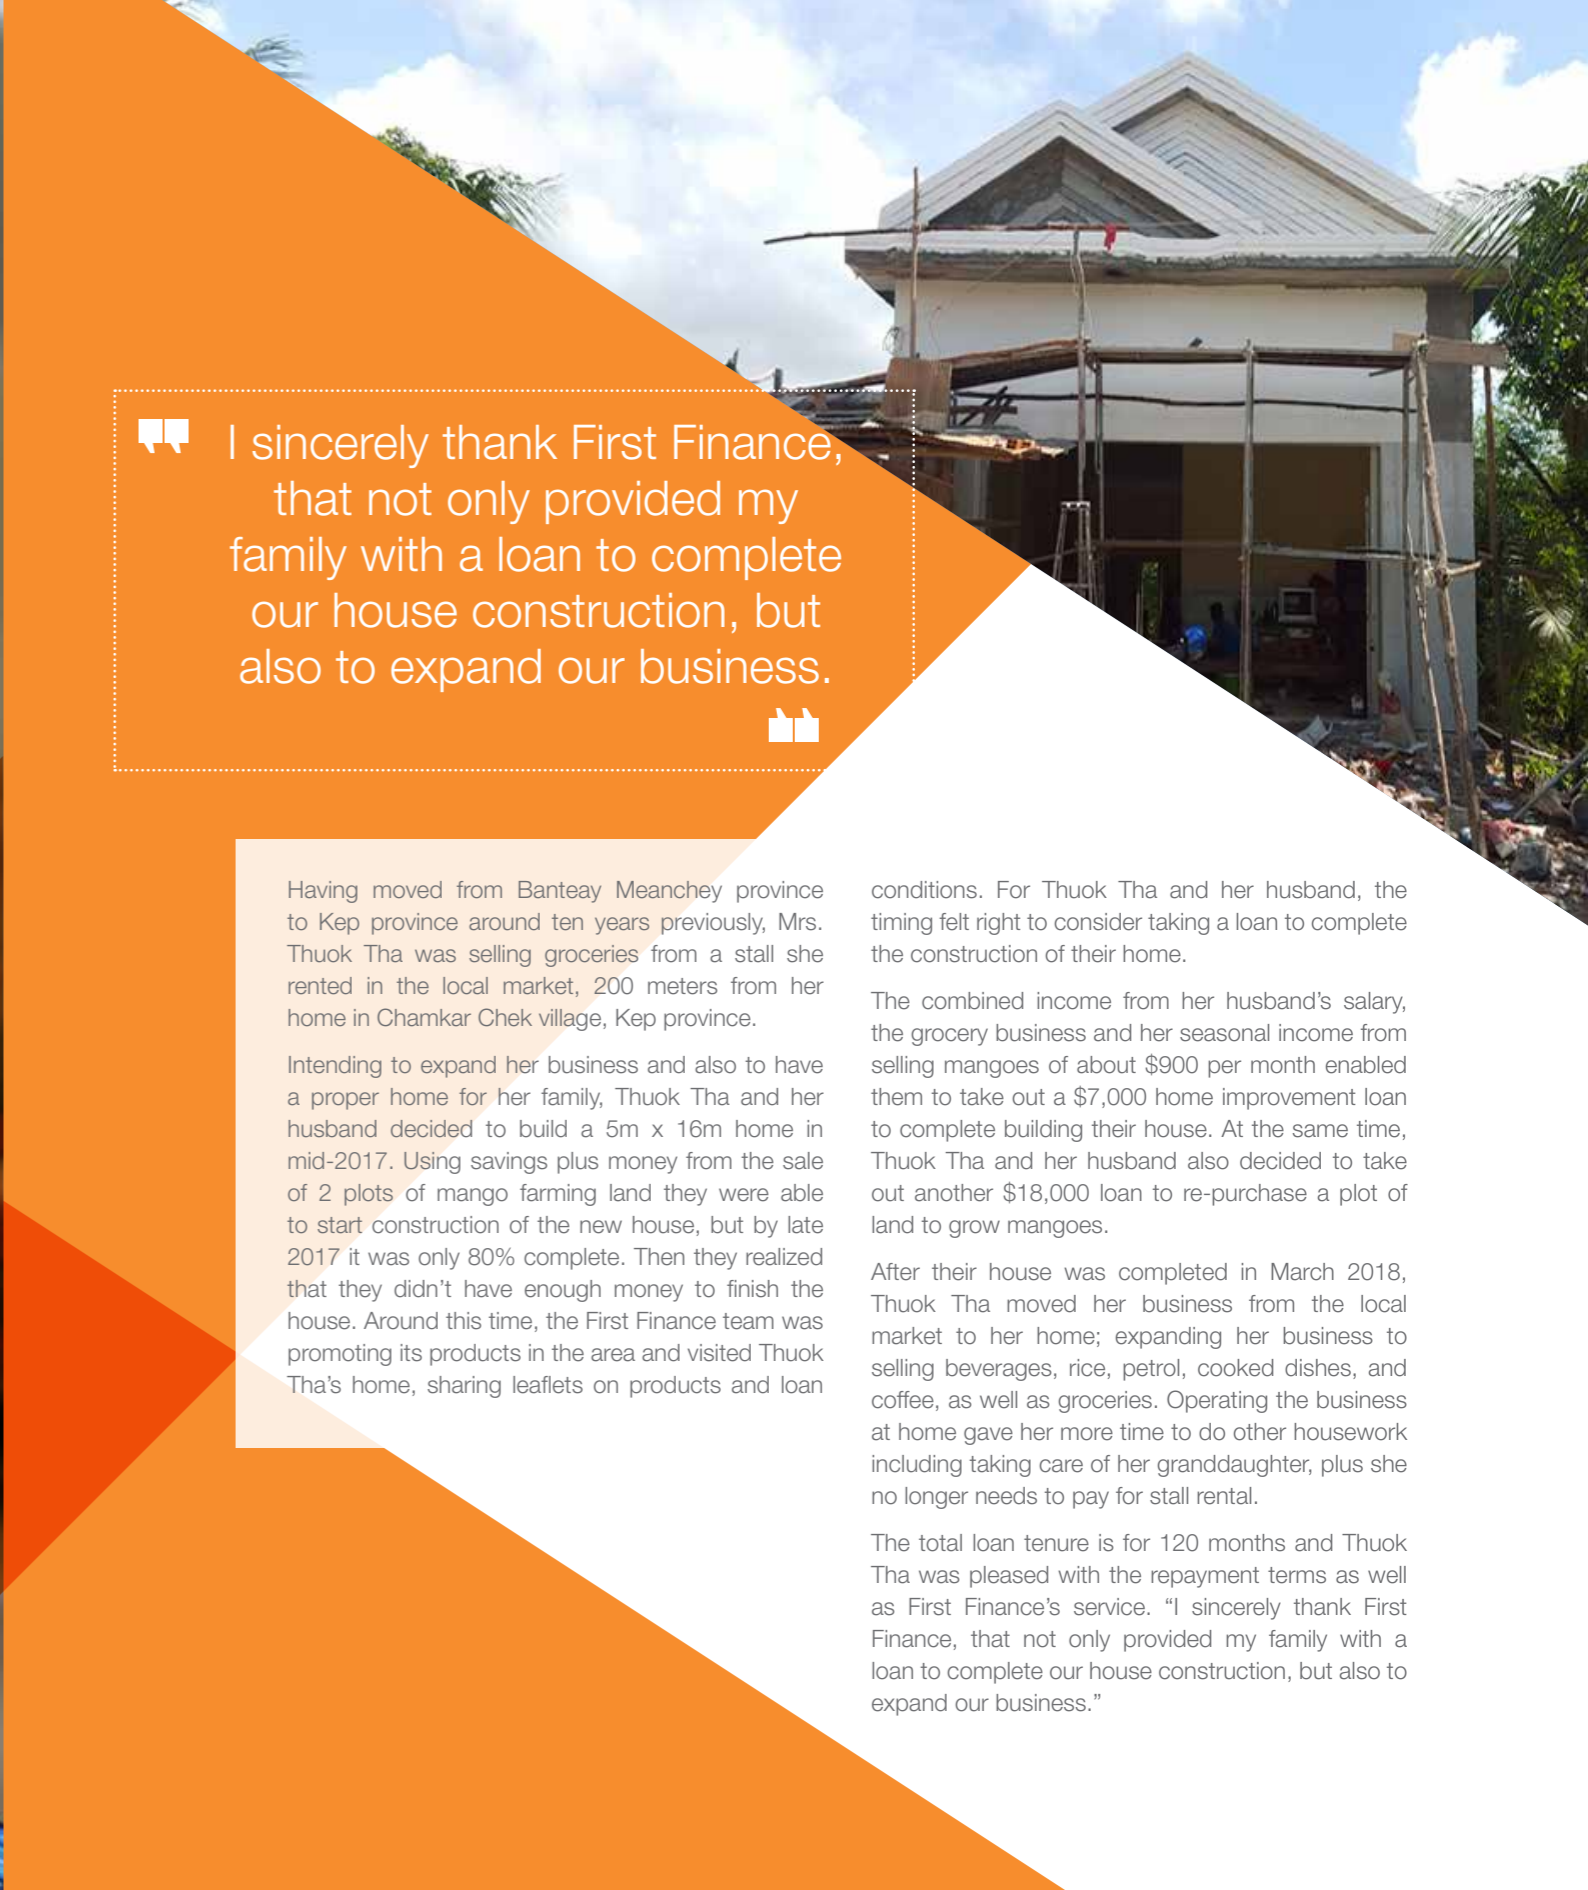 I sincerely thank First Finance,
that not only provided my
family with a loan to complete
our house construction, but
also to expand our business.
Having moved from Banteay Meanchey province
to Kep province around ten years previously, Mrs.
Thuok Tha was selling groceries from a stall she
rented in the local market, 200 meters from her
home in Chamkar Chek village, Kep province.
Intending to expand her business and also to have
a proper home for her family, Thuok Tha and her
husband decided to build a 5m x 16m home in
mid-2017. Using savings plus money from the sale
of 2 plots of mango farming land they were able
to start construction of the new house, but by late
2017 it was only 80% complete. Then they realized
that they didn't have enough money to finish the
house. Around this time, the First Finance team was
promoting its products in the area and visited Thuok
Tha's home, sharing leaflets on products and loan
conditions. For Thuok Tha and her husband, the
timing felt right to consider taking a loan to complete
the construction of their home.
The combined income from her husband's salary,
the grocery business and her seasonal income from
selling mangoes of about $900 per month enabled
them to take out a $7,000 home improvement loan
to complete building their house. At the same time,
Thuok Tha and her husband also decided to take
out another $18,000 loan to re-purchase a plot of
land to grow mangoes.
After their house was completed in March 2018,
Thuok Tha moved her business from the local
market to her home; expanding her business to
selling beverages, rice, petrol, cooked dishes, and
coffee, as well as groceries. Operating the business
at home gave her more time to do other housework
including taking care of her granddaughter, plus she
no longer needs to pay for stall rental.
The total loan tenure is for 120 months and Thuok
Tha was pleased with the repayment terms as well
as First Finance's service. “I sincerely thank First
Finance, that not only provided my family with a
loan to complete our house construction, but also to
expand our business.”